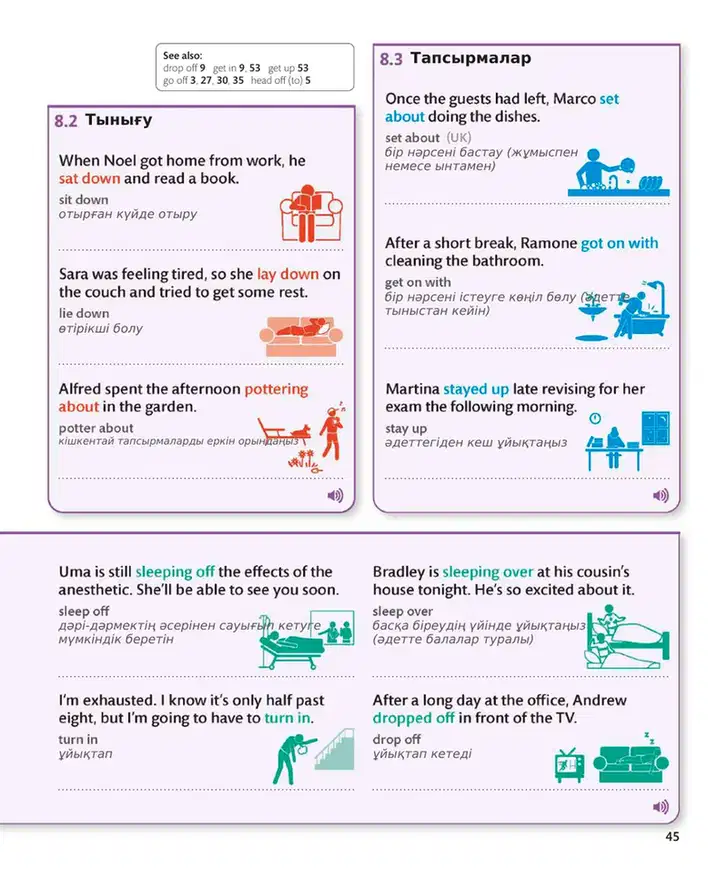 See also:
drop off 9 get in 9, 53 get up 53
go off 3, 27, 30, 35 head off (to) 5
8.2 Тынығу
When Noel got home from work, he
sat down and read a book.
sit down
отырған күйде отыру
Sara was feeling tired, so she lay down on
the couch and tried to get some rest.
lie down
өтірікші болу
Alfred spent the afternoon pottering
about in the garden.
potter about
кішкентай тапсырмаларды еркін орындаңыз
8.3 Тапсырмалар
Once the guests had left, Marco set
about doing the dishes.
set about (UK)
бір нәрсені бастау (жұмыспен
немесе ынтамен)
After a short break, Ramone got on with
cleaning the bathroom.
get on with
бір нәрсені істеуге көңіл бөлу (әдетте
тыныстан кейін)
Martina stayed up late revising for her
exam the following morning.
stay up
әдеттегіден кеш ұйықтаңыз
Uma is still sleeping off the effects of the
anesthetic. She'll be able to see you soon.
sleep off
дәрі-дәрмектің әсерінен сауығып кетуге
мүмкіндік беретін
Bradley is sleeping over at his cousin's
house tonight. He's so excited about it.
sleep over
басқа біреудің үйінде ұйықтаңыз
(әдетте балалар туралы)
I'm exhausted. I know it's only half past
eight, but I'm going to have to turn in.
turn in
ұйықтап
After a long day at the office, Andrew
dropped off in front of the TV.
drop off
ұйықтап кетеді
45